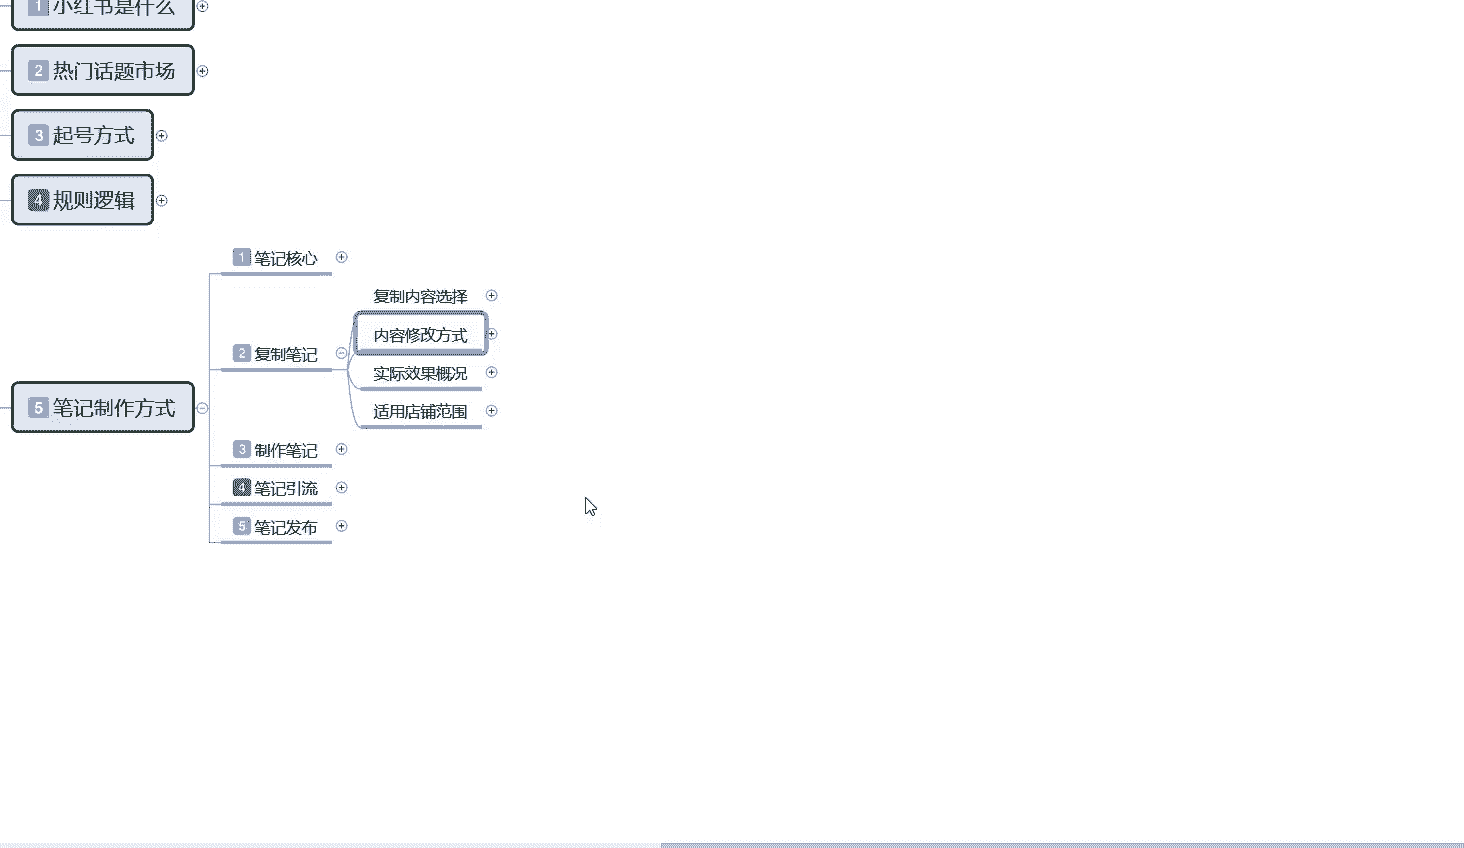 1 小红书是什么
2 热门话题市场
3 起号方式
4 规则逻辑
1 笔记核心
复制内容选择
内容修改方式
2 复制笔记
实际效果概况
5 笔记制作方式
适用店铺范围
3 制作笔记
4 笔记引流
5 笔记发布